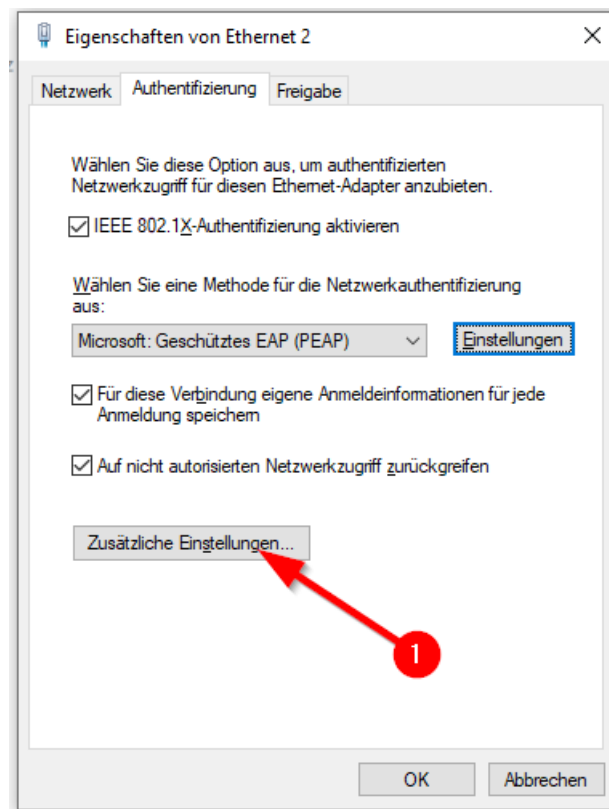 Eigenschaften von Ethernet 2
Netzwerk Authentifizierung Freigabe
Wählen Sie diese Option aus, um authentifizierten
Netzwerkzugriff für diesen Ethernet-Adapter anzubieten.
IEEE 802.1X-Authentifizierung aktivieren
Wählen Sie eine Methode für die Netzwerkauthentifizierung
aus:
Microsoft: Geschütztes EAP (PEAP) Einstellungen
Für diese Verbindung eigene Anmeldeinformationen für jede
Anmeldung speichern
Auf nicht autorisierten Netzwerkzugriff zurückgreifen
Zusätzliche Einstellungen...
1
OK Abbrechen